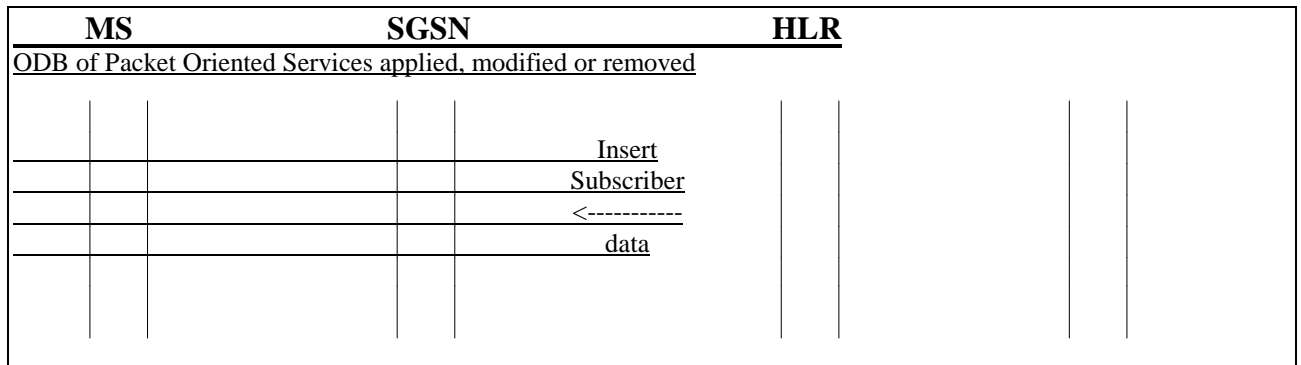 MS SGSN HLR
ODB of Packet Oriented Services applied, modified or removed
Insert
Subscriber
<-----------
data